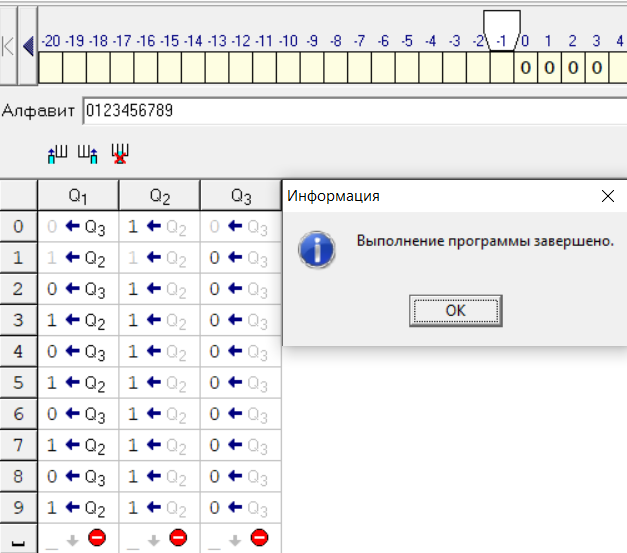 -20 -19 -18 -17 -16 -15 -14 -13 -12 -11 -10 -9 -8 -7 -6 -5 -4 -3 -2 -1 0 1 2 3 4
0 0 0 0
Алфавит 0123456789
Q1 Q2 Q3
Информация
0 0 ← Q3 1 ← Q2 0 ← Q3
Выполнение программы завершено.
1 1 ← Q2 1 ← Q2 0 ← Q3
2 0 ← Q3 1 ← Q2 0 ← Q3
OK
3 1 ← Q2 1 ← Q2 0 ← Q3
4 0 ← Q3 1 ← Q2 0 ← Q3
5 1 ← Q2 1 ← Q2 0 ← Q3
6 0 ← Q3 1 ← Q2 0 ← Q3
7 1 ← Q2 1 ← Q2 0 ← Q3
8 0 ← Q3 1 ← Q2 0 ← Q3
9 1 ← Q2 1 ← Q2 0 ← Q3
_ _ ↓ _ ↓ _ ↓